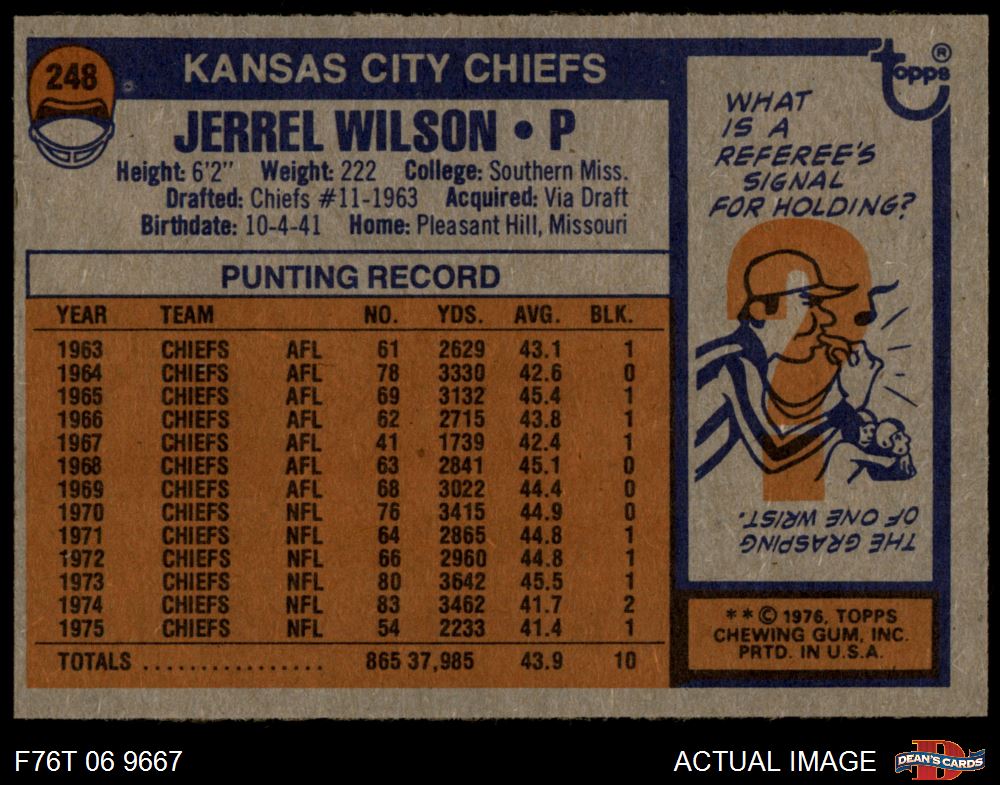 248
KANSAS CITY CHIEFS
JERREL WILSON • P
Height: 6'2" Weight: 222 College: Southern Miss.
Drafted: Chiefs #11-1963 Acquired: Via Draft
Birthdate: 10-4-41 Home: Pleasant Hill, Missouri
PUNTING RECORD
YEAR TEAM NO. YDS. AVG. BLK.
1963 CHIEFS AFL 61 2629 43.1 1
1964 CHIEFS AFL 78 3330 42.6 0
1965 CHIEFS AFL 69 3132 45.4 1
1966 CHIEFS AFL 62 2715 43.8 1
1967 CHIEFS AFL 41 1739 42.4 1
1968 CHIEFS AFL 63 2841 45.1 0
1969 CHIEFS AFL 68 3022 44.4 0
1970 CHIEFS NFL 76 3415 44.9 0
1971 CHIEFS NFL 64 2865 44.8 1
1972 CHIEFS NFL 66 2960 44.8 1
1973 CHIEFS NFL 80 3642 45.5 1
1974 CHIEFS NFL 83 3462 41.7 2
1975 CHIEFS NFL 54 2233 41.4 1
TOTALS ................ 865 37,985 43.9 10
topps®
WHAT
IS A
REFEREE'S
SIGNAL
FOR HOLDING?
THE GRASPING
OF ONE WRIST.
**© 1976, TOPPS
CHEWING GUM, INC.
PRTD. IN U.S.A.
F76T 06 9667
ACTUAL IMAGE
DEAN'S CARDS